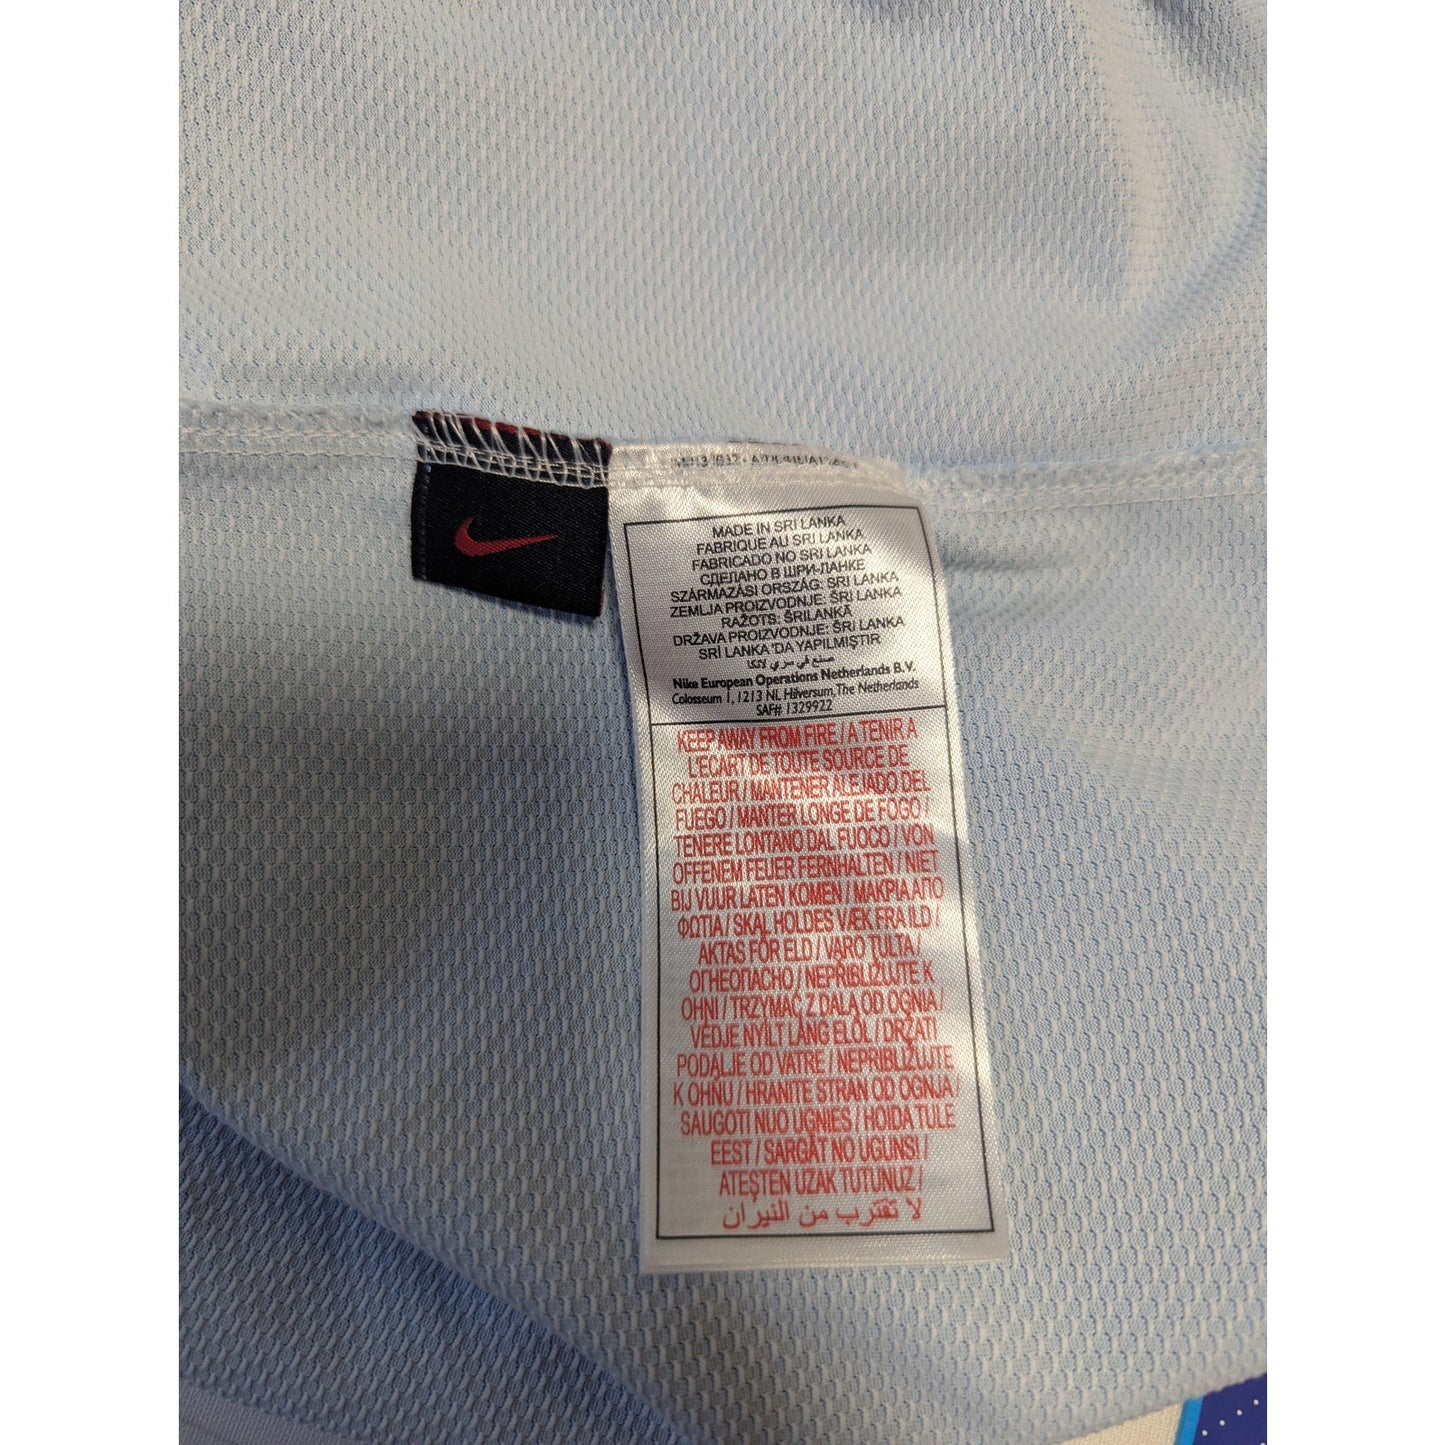 MADE IN SRI LANKA
FABRIQUE AU SRI LANKA
FABRICADO NO SRI LANKA
СДЕЛАНО В ШРИ-ЛАНКЕ
SZÁRMAZÁSI ORSZÁG: SRI LANKA
ZEMLJA PROIZVODNJE: ŠRI LANKA
RAŽOTS: ŠRILANKĀ
DRŽAVA PROIZVODNJE: ŠRI LANKA
SRİ LANKA 'DA YAPILMIŞTIR
صنع في سري لانكا
Nike European Operations Netherlands B.V.
Colosseum 1, 1213 NL Hilversum, The Netherlands
SAF# 1329922
KEEP AWAY FROM FIRE / A TENIR A
L'ECART DE TOUTE SOURCE DE
CHALEUR / MANTENER ALEJADO DEL
FUEGO / MANTER LONGE DE FOGO /
TENERE LONTANO DAL FUOCO / VON
OFFENEM FEUER FERNHALTEN / NIET
BIJ VUUR LATEN KOMEN / ΜΑΚΡΙΑ ΑΠΟ
ΦΩΤΙΑ / SKAL HOLDES VÆK FRA ILD /
AKTAS FÖR ELD / VARO TULTA /
ОГНЕОПАСНО / NEPŘIBLIŽUJTE K
OHNI / TRZYMAĆ Z DALA OD OGNIA /
VÉDJE NYÍLT LÁNG ELŐL / DRŽATI
PODALJE OD VATRE / NEPRIBLIŽUJTE
K OHŇU / HRANITE STRAN OD OGNJA /
SAUGOTI NUO UGNIES / HOIDA TULE
EEST / SARGĀT NO UGUNS! /
ATEŞTEN UZAK TUTUNUZ /
لا تقترب من النيران